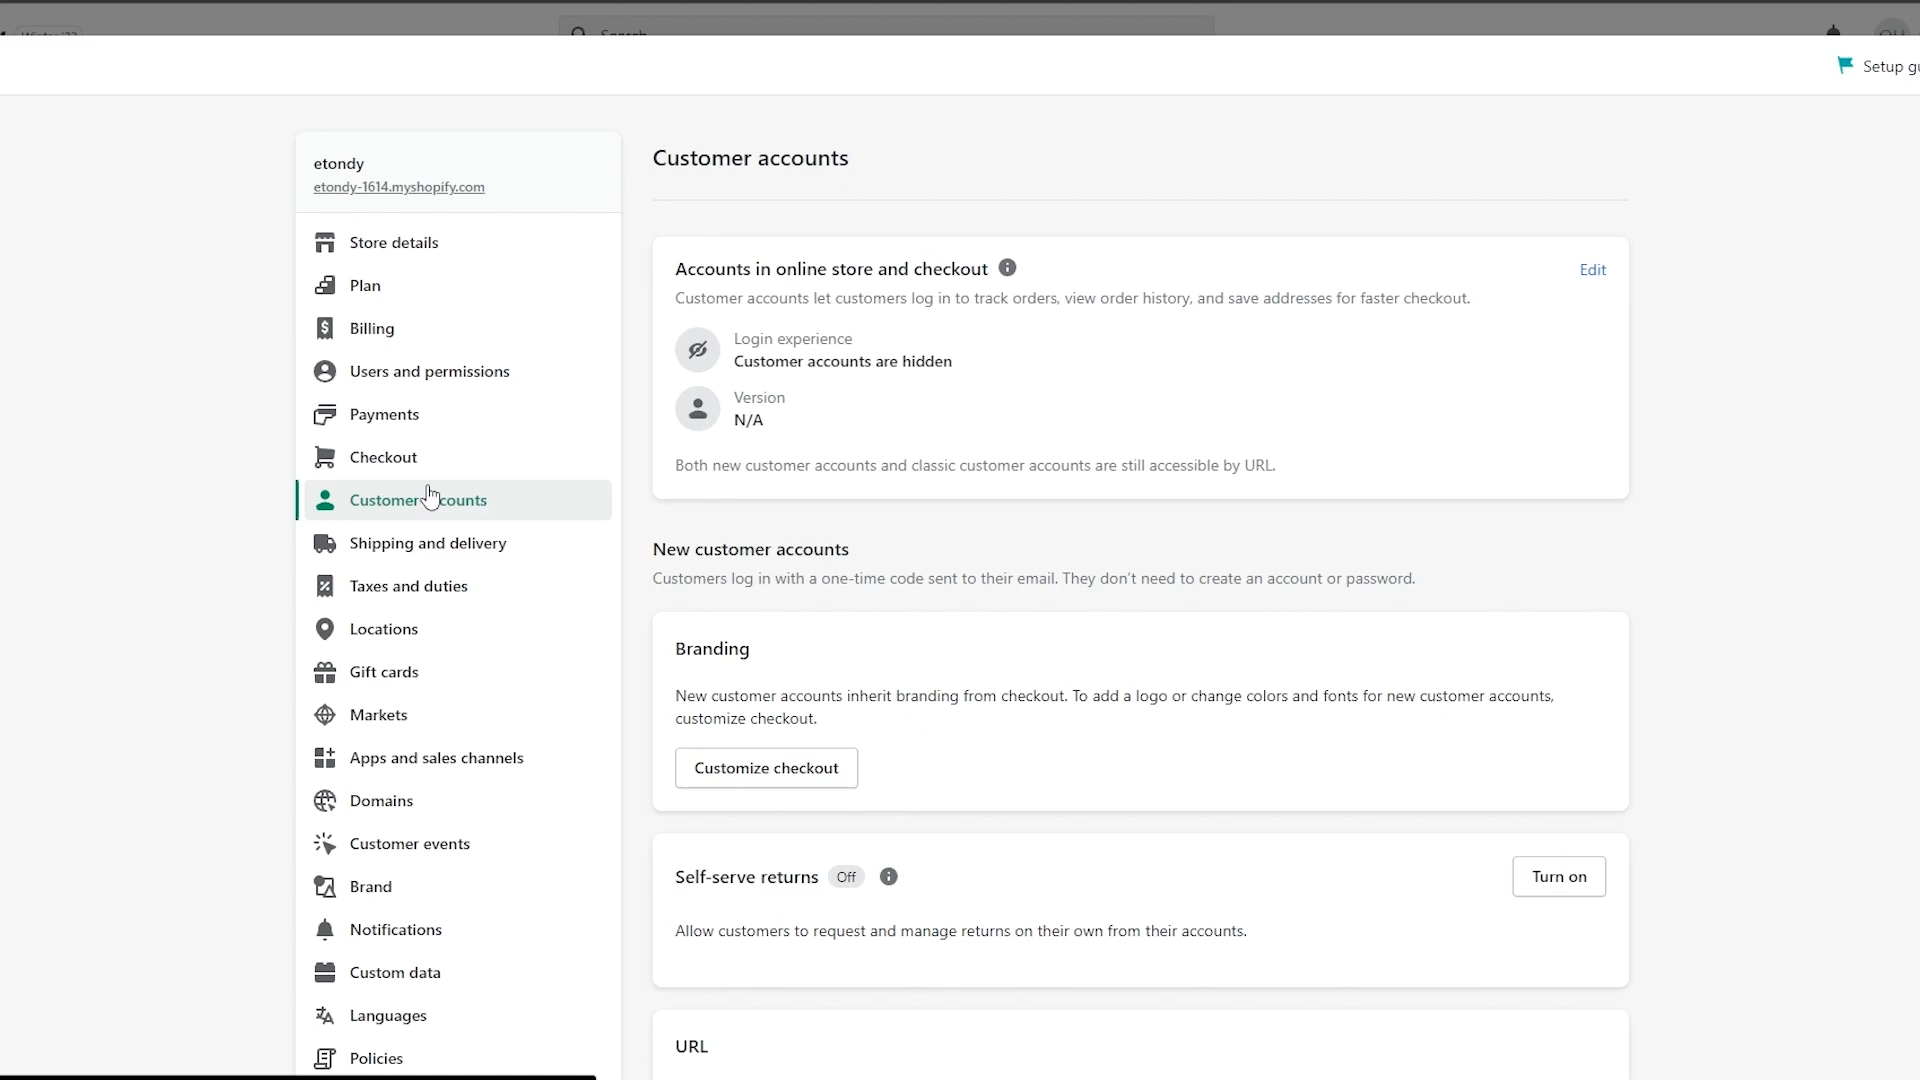 Search
Setup
etondy
etondy-1614.myshopify.com
Store details
Plan
Billing
Users and permissions
Payments
Checkout
Customer accounts
Shipping and delivery
Taxes and duties
Locations
Gift cards
Markets
Apps and sales channels
Domains
Customer events
Brand
Notifications
Custom data
Languages
Policies
Customer accounts
Accounts in online store and checkout
Edit
Customer accounts let customers log in to track orders, view order history, and save addresses for faster checkout.
Login experience
Customer accounts are hidden
Version
N/A
Both new customer accounts and classic customer accounts are still accessible by URL.
New customer accounts
Customers log in with a one-time code sent to their email. They don't need to create an account or password.
Branding
New customer accounts inherit branding from checkout. To add a logo or change colors and fonts for new customer accounts,
customize checkout.
Customize checkout
Self-serve returns Off
Turn on
Allow customers to request and manage returns on their own from their accounts.
URL